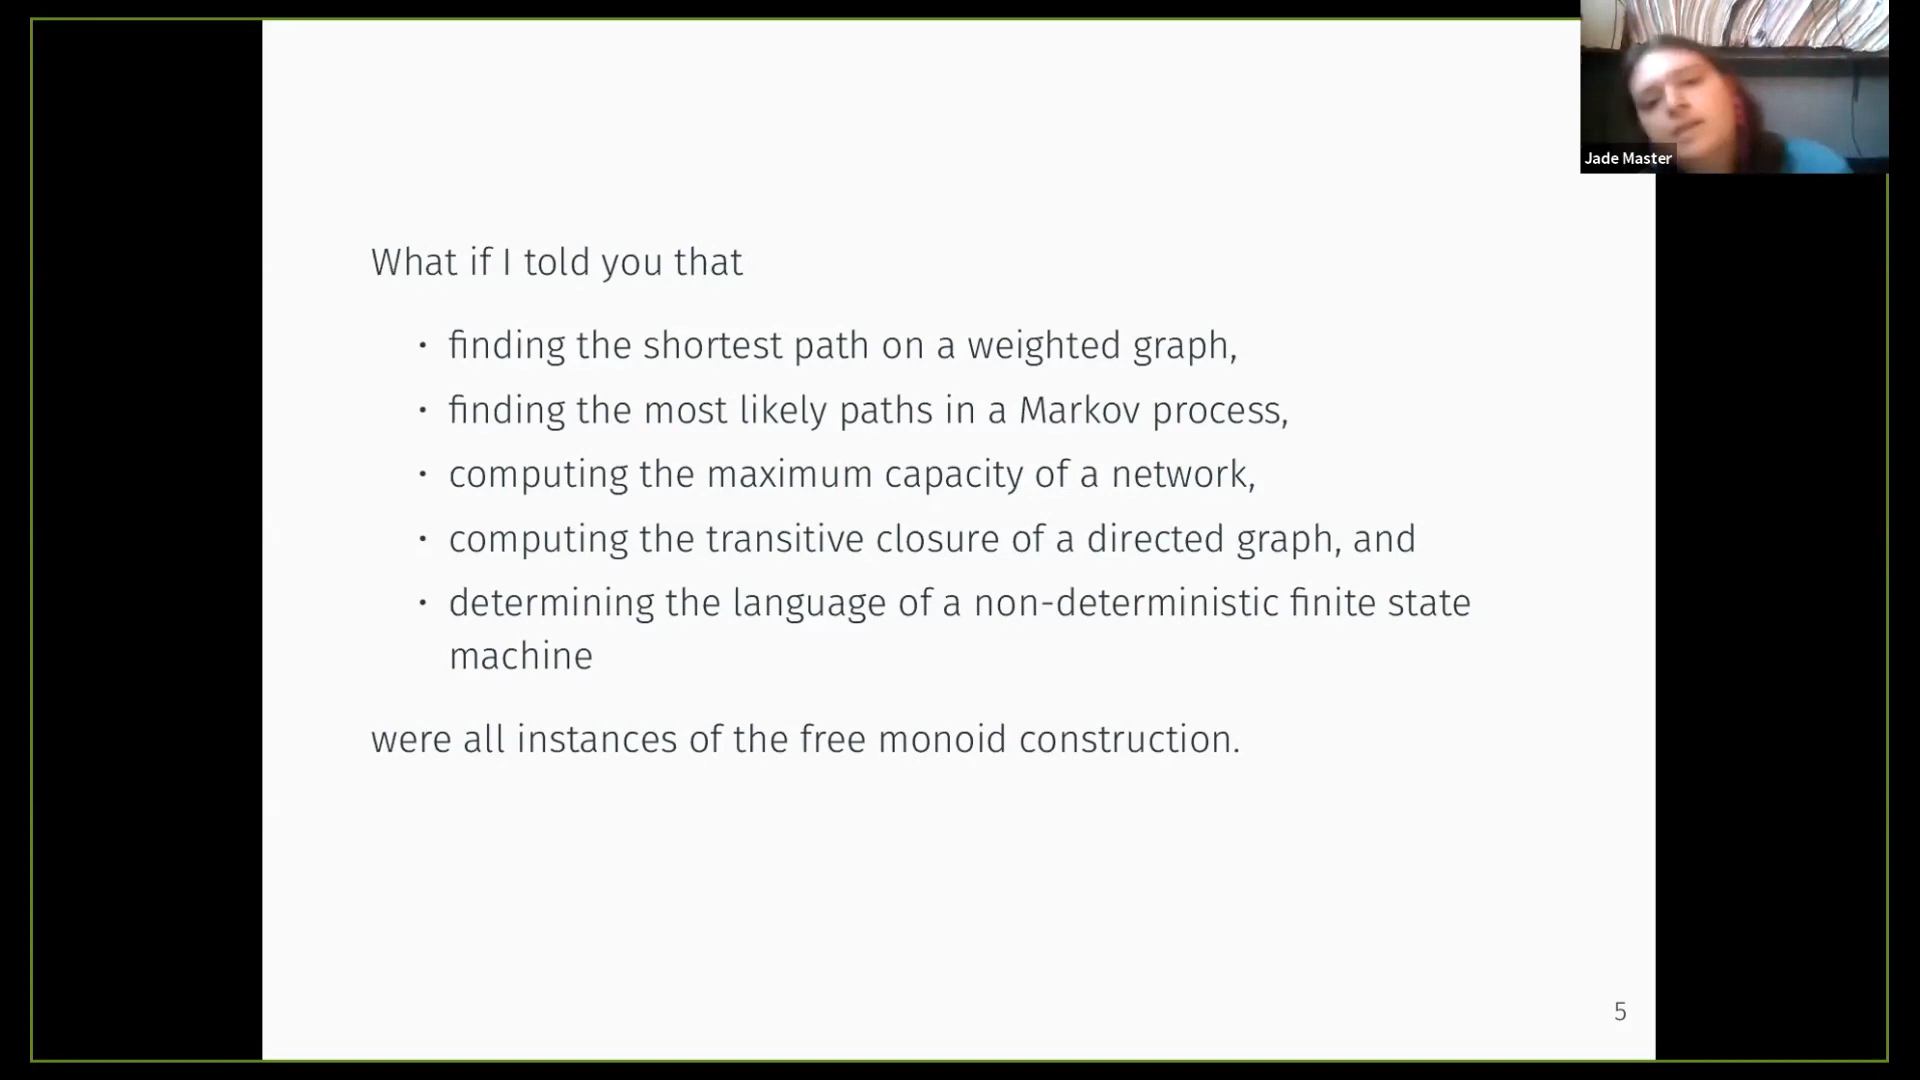 Jade Master
What if I told you that
• finding the shortest path on a weighted graph,
• finding the most likely paths in a Markov process,
• computing the maximum capacity of a network,
• computing the transitive closure of a directed graph, and
• determining the language of a non-deterministic finite state
machine
were all instances of the free monoid construction.
5